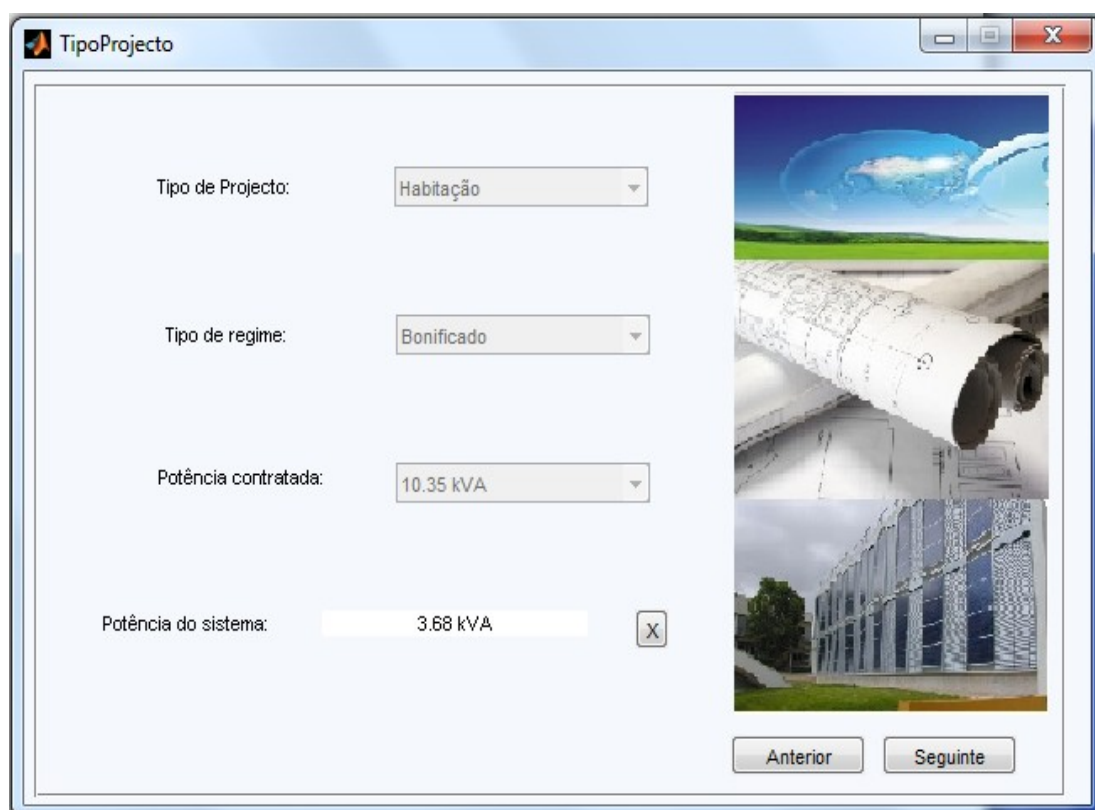 TipoProjecto
Tipo de Projecto: Habitação
Tipo de regime: Bonificado
Potência contratada: 10.35 kVA
Potência do sistema: 3.68 kVA X
Anterior Seguinte